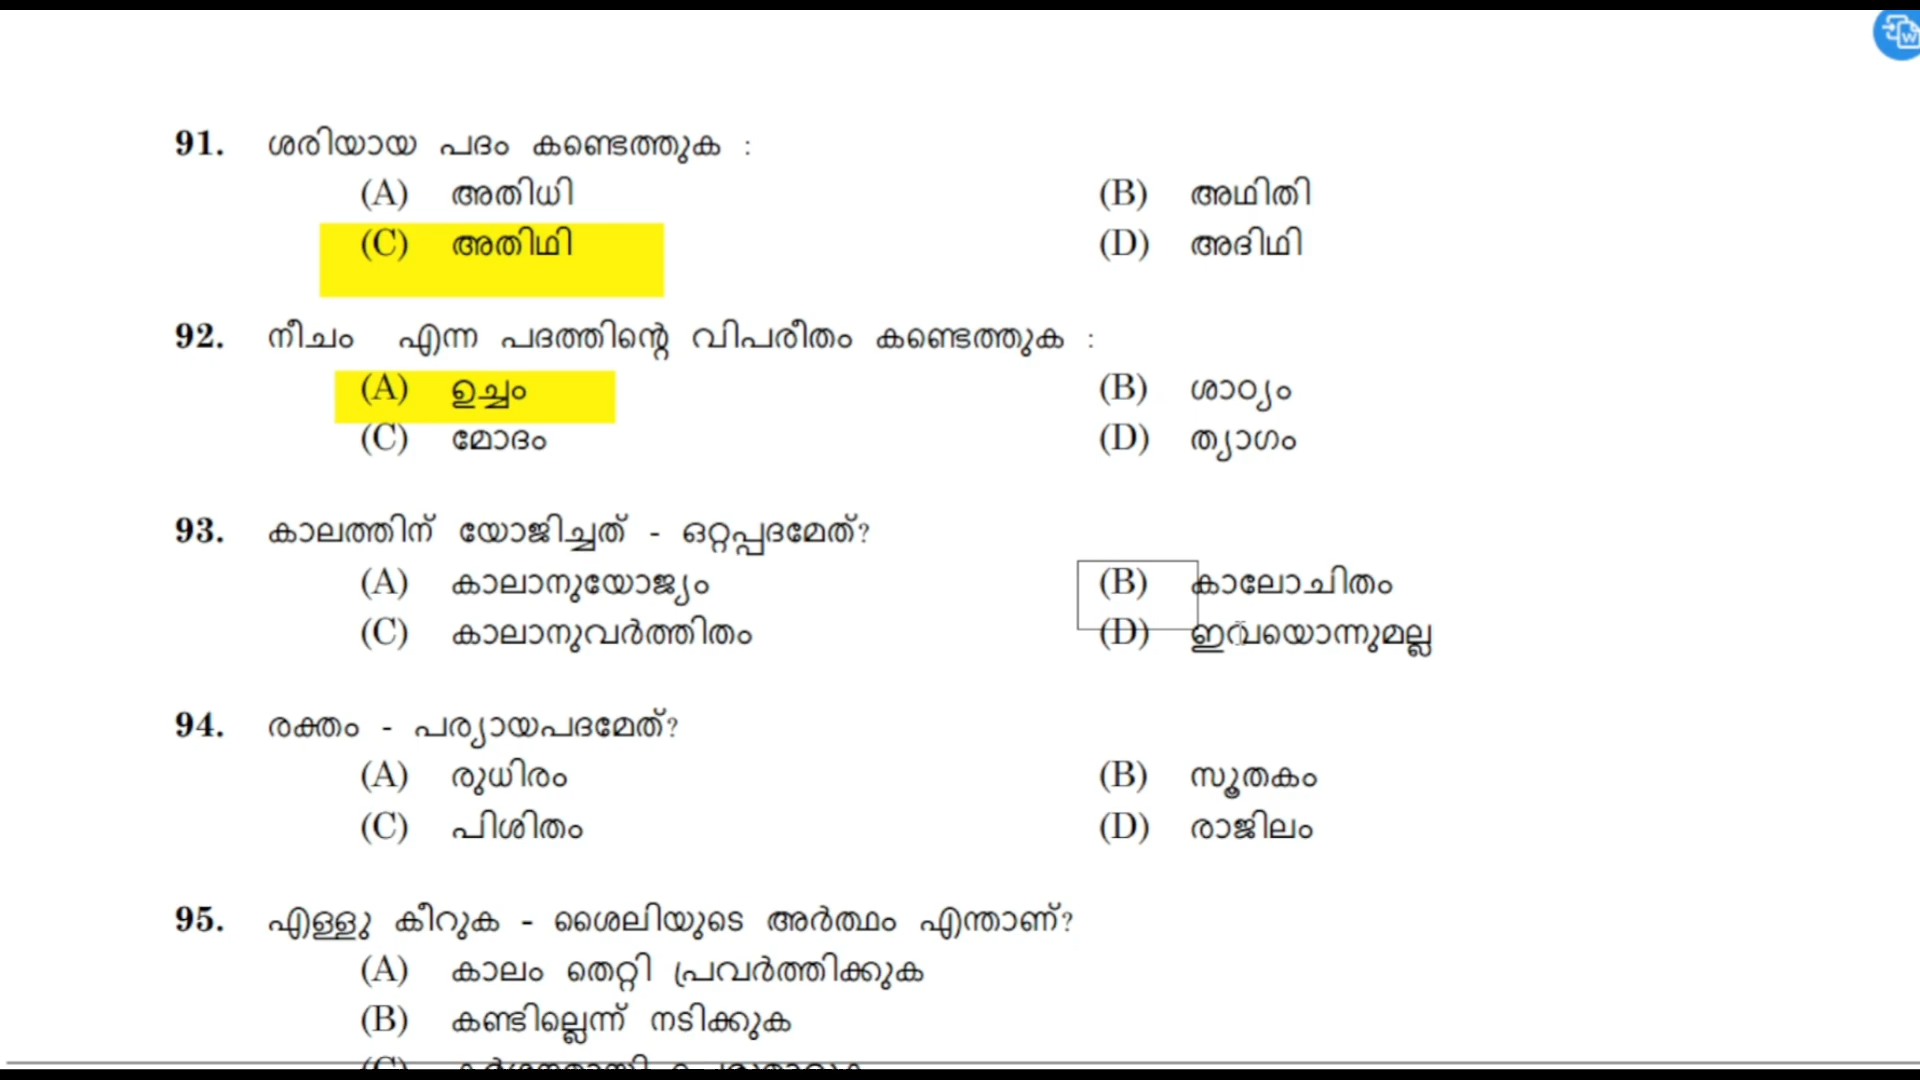 91. ശരിയായ പദം കണ്ടെത്തുക :
(A) അതിധി (B) അഥിതി
(C) അതിഥി (D) അദിഥി
92. നീചം എന്ന പദത്തിന്റെ വിപരീതം കണ്ടെത്തുക :
(A) ഉച്ചം (B) ശാഠ്യം
(C) മോദം (D) ത്യാഗം
93. കാലത്തിന് യോജിച്ചത് - ഒറ്റപ്പദമേത്?
(A) കാലാനുയോജ്യം (B) കാലോചിതം
(C) കാലാനുവർത്തിതം (D) ഇവയൊന്നുമല്ല
94. രക്തം - പര്യായപദമേത്?
(A) രുധിരം (B) സൂതകം
(C) പിശിതം (D) രാജിലം
95. എള്ളു കീറുക - ശൈലിയുടെ അർത്ഥം എന്താണ്?
(A) കാലം തെറ്റി പ്രവർത്തിക്കുക
(B) കണ്ടില്ലെന്ന് നടിക്കുക
(C)